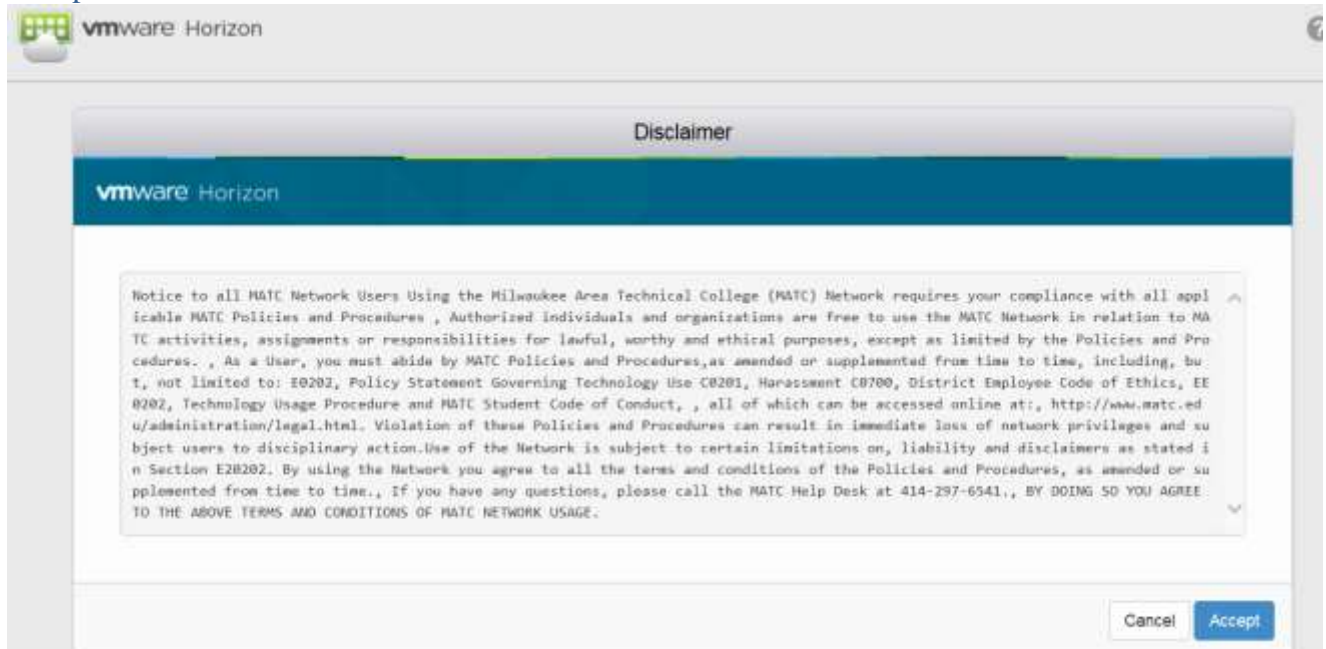 vmware Horizon
Disclaimer
vmware Horizon
Notice to all MATC Network Users Using the Milwaukee Area Technical College (MATC) Network requires your compliance with all appl
icable MATC Policies and Procedures , Authorized individuals and organizations are free to use the MATC Network in relation to MA
TC activities, assignments or responsibilities for lawful, worthy and ethical purposes, except as limited by the Policies and Pro
cedures. , As a User, you must abide by MATC Policies and Procedures,as amended or supplemented from time to time, including, bu
t, not limited to: E0202, Policy Statement Governing Technology Use C0201, Harassment C0700, District Employee Code of Ethics, EE
0202, Technology Usage Procedure and MATC Student Code of Conduct, , all of which can be accessed online at:, http://www.matc.ed
u/administration/legal.html. Violation of these Policies and Procedures can result in immediate loss of network privileges and su
bject users to disciplinary action.Use of the Network is subject to certain limitations on, liability and disclaimers as stated i
n Section EE0202. By using the Network you agree to all the terms and conditions of the Policies and Procedures, as amended or su
pplemented from time to time., If you have any questions, please call the MATC Help Desk at 414-297-6541., BY DOING SO YOU AGREE
TO THE ABOVE TERMS AND CONDITIONS OF MATC NETWORK USAGE.
Cancel Accept